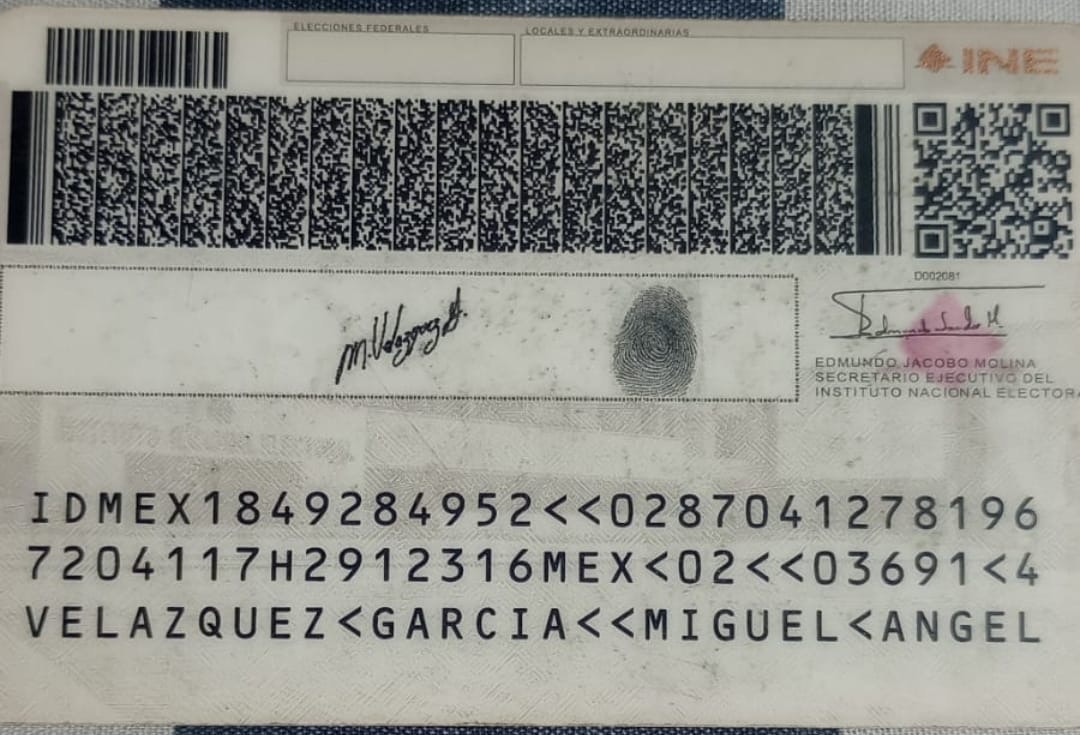 ELECCIONES FEDERALES
LOCALES Y EXTRAORDINARIAS
INE
D002081
M. Velazquez G.
EDMUNDO JACOBO MOLINA
SECRETARIO EJECUTIVO DEL
INSTITUTO NACIONAL ELECTORA
IDMEX1849284952<<0287041278196
7204117H2912316MEX<02<<03691<4
VELAZQUEZ<GARCIA<<MIGUEL<ANGEL